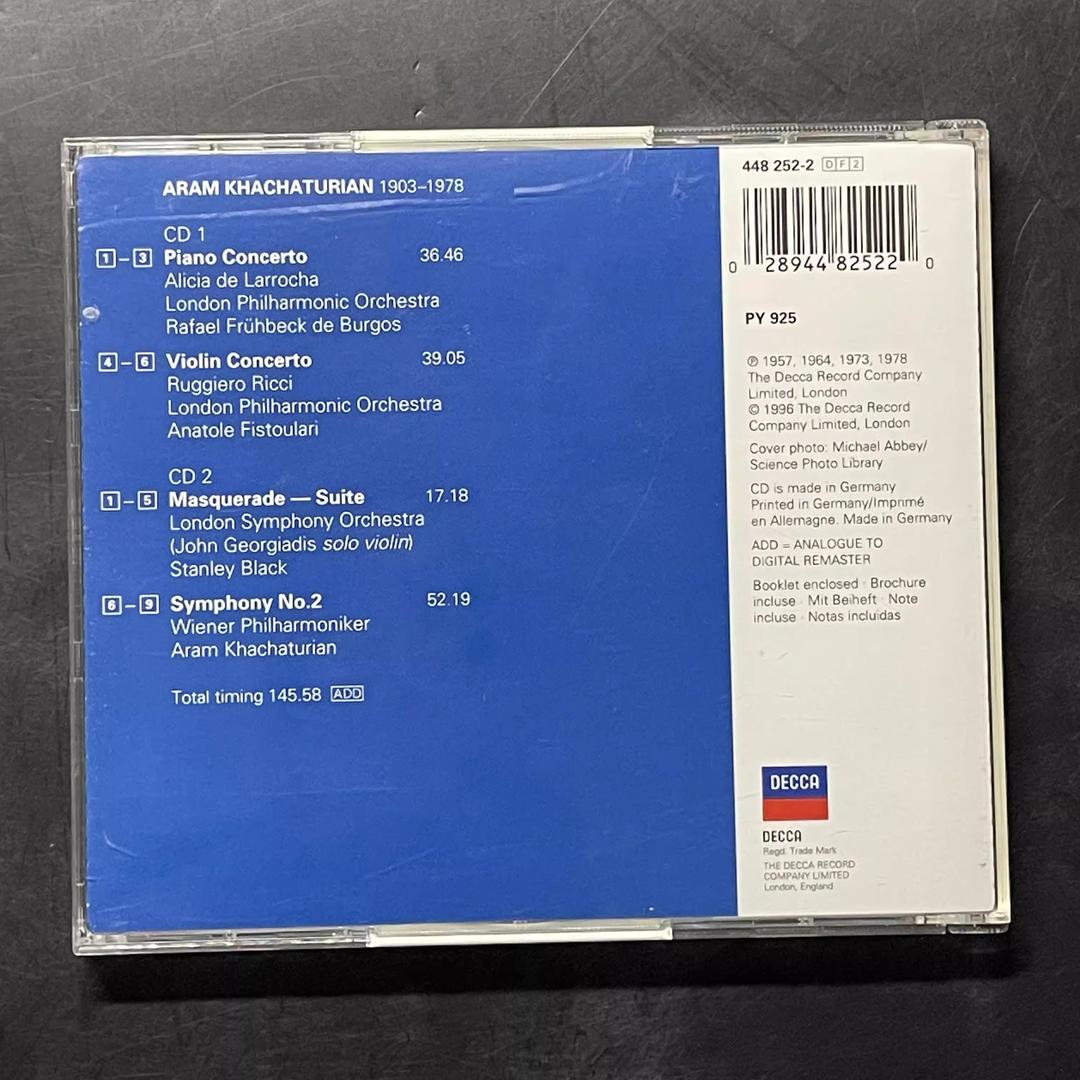 ARAM KHACHATURIAN 1903–1978
CD 1
1 – 3 Piano Concerto 36.46
Alicia de Larrocha
London Philharmonic Orchestra
Rafael Frühbeck de Burgos
4 – 6 Violin Concerto 39.05
Ruggiero Ricci
London Philharmonic Orchestra
Anatole Fistoulari
CD 2
1 – 5 Masquerade — Suite 17.18
London Symphony Orchestra
(John Georgiadis solo violin)
Stanley Black
6 – 9 Symphony No.2 52.19
Wiener Philharmoniker
Aram Khachaturian
Total timing 145.58 ADD
448 252-2 DF2
0 28944 82522 0
PY 925
℗ 1957, 1964, 1973, 1978
The Decca Record Company
Limited, London
© 1996 The Decca Record
Company Limited, London
Cover photo: Michael Abbey/
Science Photo Library
CD is made in Germany
Printed in Germany/Imprimé
en Allemagne. Made in Germany
ADD = ANALOGUE TO
DIGITAL REMASTER
Booklet enclosed · Brochure
incluse · Mit Beiheft · Note
incluse · Notas incluidas
DECCA
DECCA
Regd. Trade Mark
THE DECCA RECORD
COMPANY LIMITED
London, England